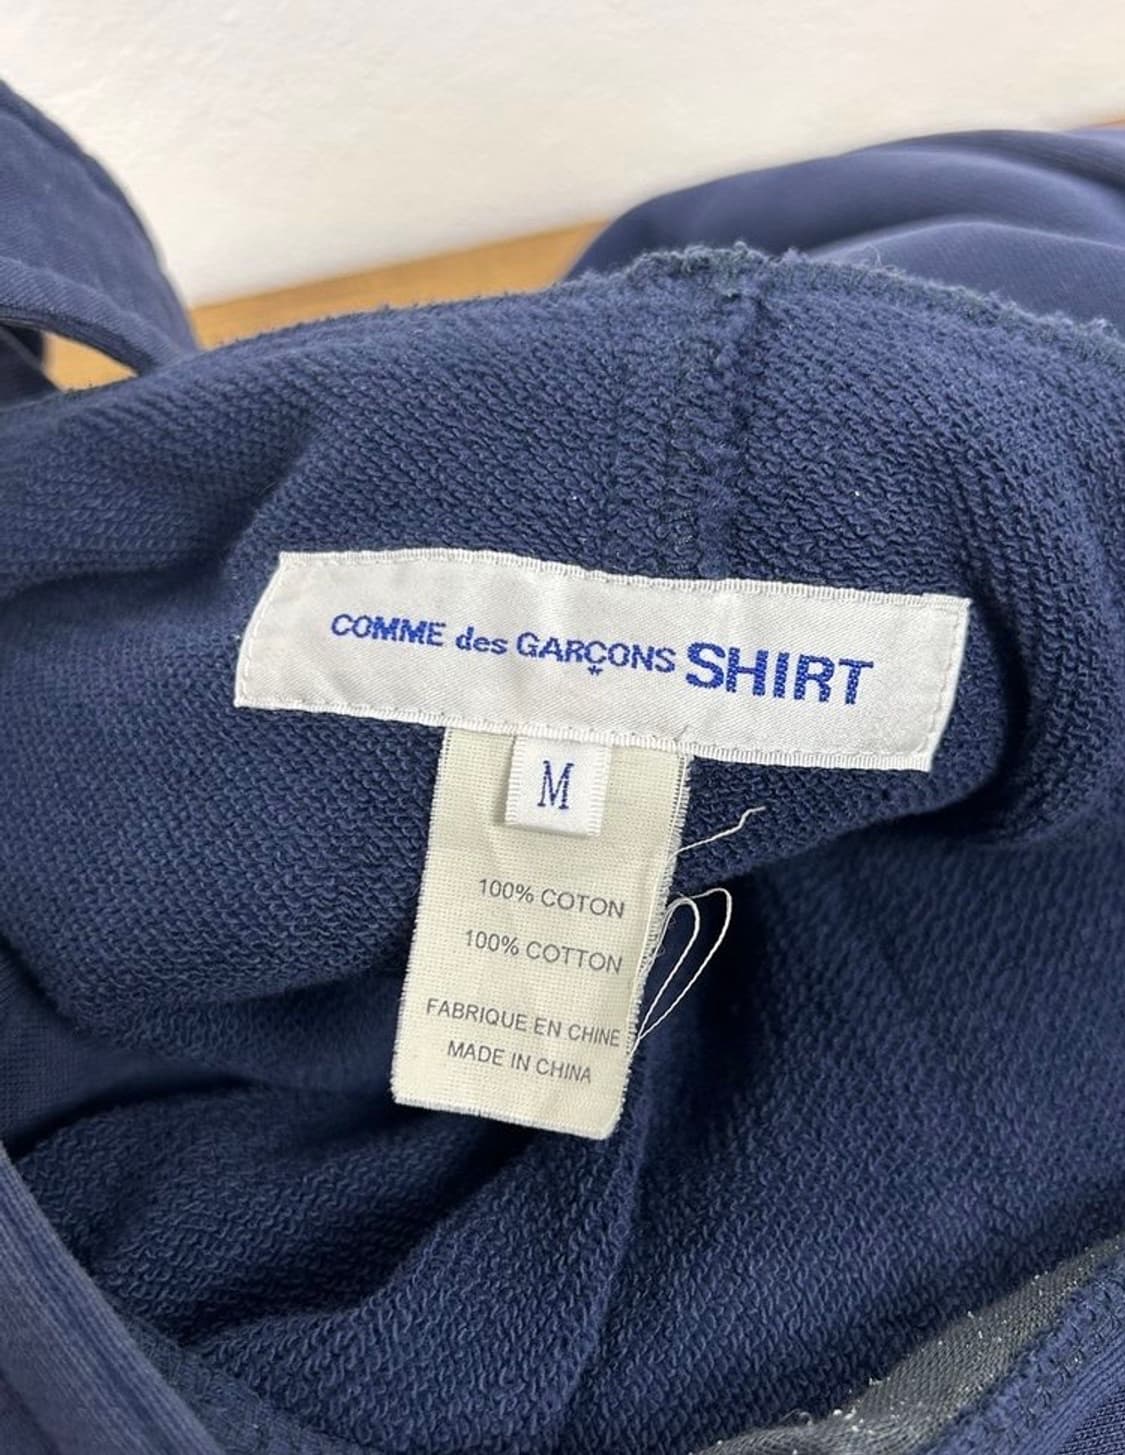 COMME des GARÇONS SHIRT
M
100% COTON
100% COTTON
FABRIQUE EN CHINE
MADE IN CHINA